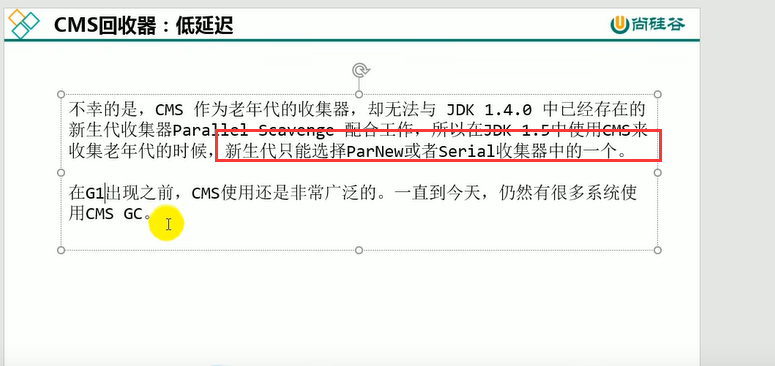 CMS回收器：低延迟
尚硅谷
不幸的是，CMS 作为老年代的收集器，却无法与 JDK 1.4.0 中已经存在的
新生代收集器Parallel Scavenge 配合工作，所以在JDK 1.5中使用CMS来
收集老年代的时候，新生代只能选择ParNew或者Serial收集器中的一个。
在G1出现之前，CMS使用还是非常广泛的。一直到今天，仍然有很多系统使
用CMS GC。